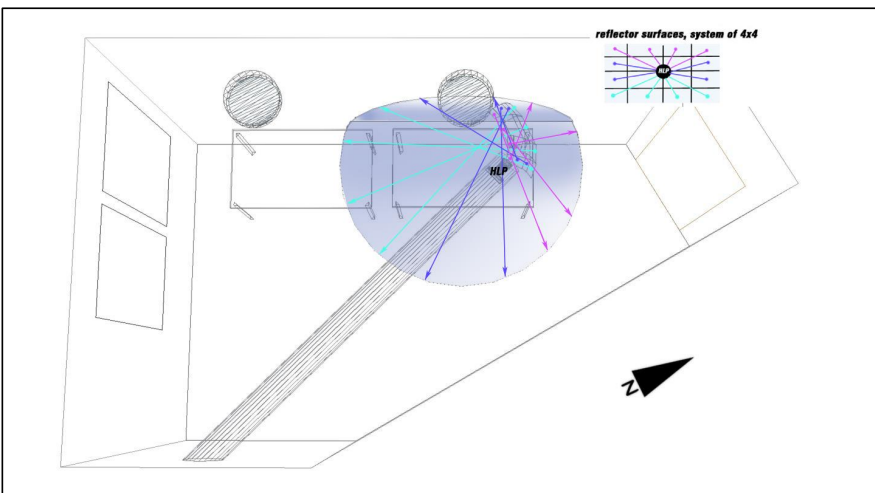 reflector surfaces, system of 4x4
HLP
HLP
N